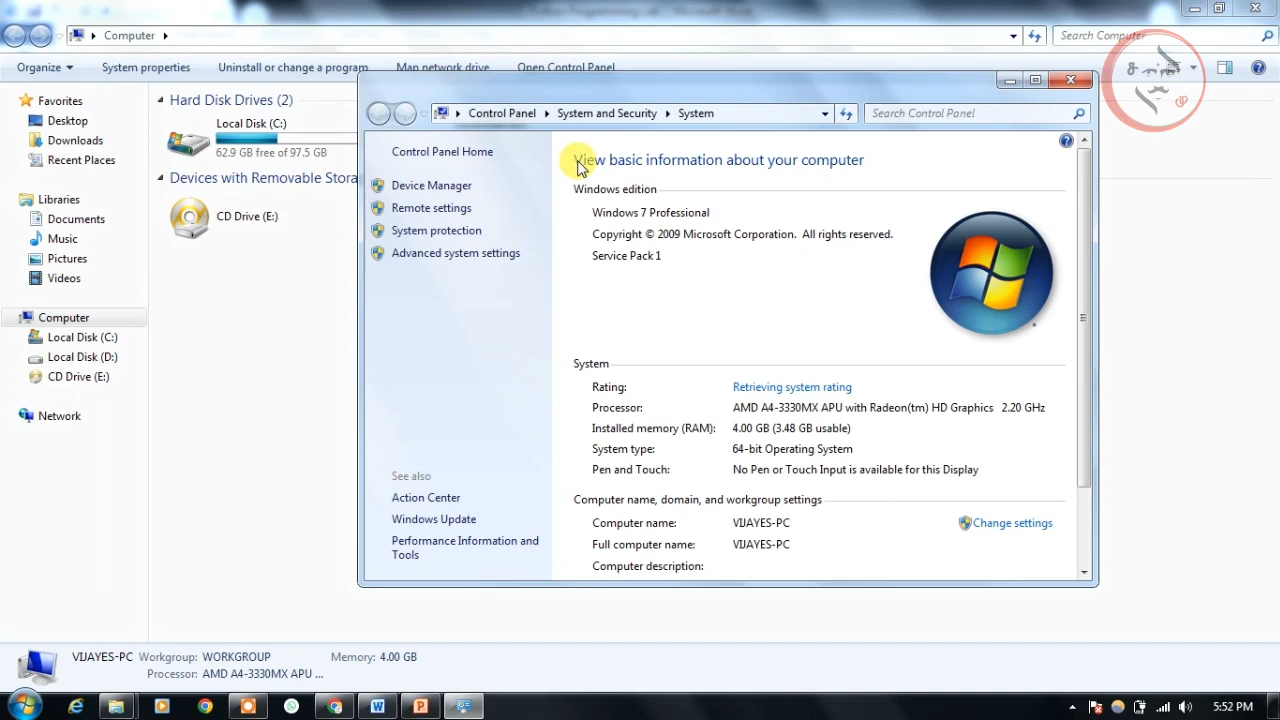 Computer
Search Computer
Organize
System properties
Uninstall or change a program
Map network drive
Open Control Panel
Favorites
Desktop
Downloads
Recent Places
Libraries
Documents
Music
Pictures
Videos
Computer
Local Disk (C:)
Local Disk (D:)
CD Drive (E:)
Network
Hard Disk Drives (2)
Local Disk (C:)
62.9 GB free of 97.5 GB
Devices with Removable Stora
CD Drive (E:)
Control Panel System and Security System
Search Control Panel
Control Panel Home
Device Manager
Remote settings
System protection
Advanced system settings
See also
Action Center
Windows Update
Performance Information and
Tools
View basic information about your computer
Windows edition
Windows 7 Professional
Copyright © 2009 Microsoft Corporation. All rights reserved.
Service Pack 1
System
Rating: Retrieving system rating
Processor: AMD A4-3330MX APU with Radeon(tm) HD Graphics 2.20 GHz
Installed memory (RAM): 4.00 GB (3.48 GB usable)
System type: 64-bit Operating System
Pen and Touch: No Pen or Touch Input is available for this Display
Computer name, domain, and workgroup settings
Computer name: VIJAYES-PC
Change settings
Full computer name: VIJAYES-PC
Computer description:
VIJAYES-PC Workgroup: WORKGROUP Memory: 4.00 GB
Processor: AMD A4-3330MX APU ...
5:52 PM